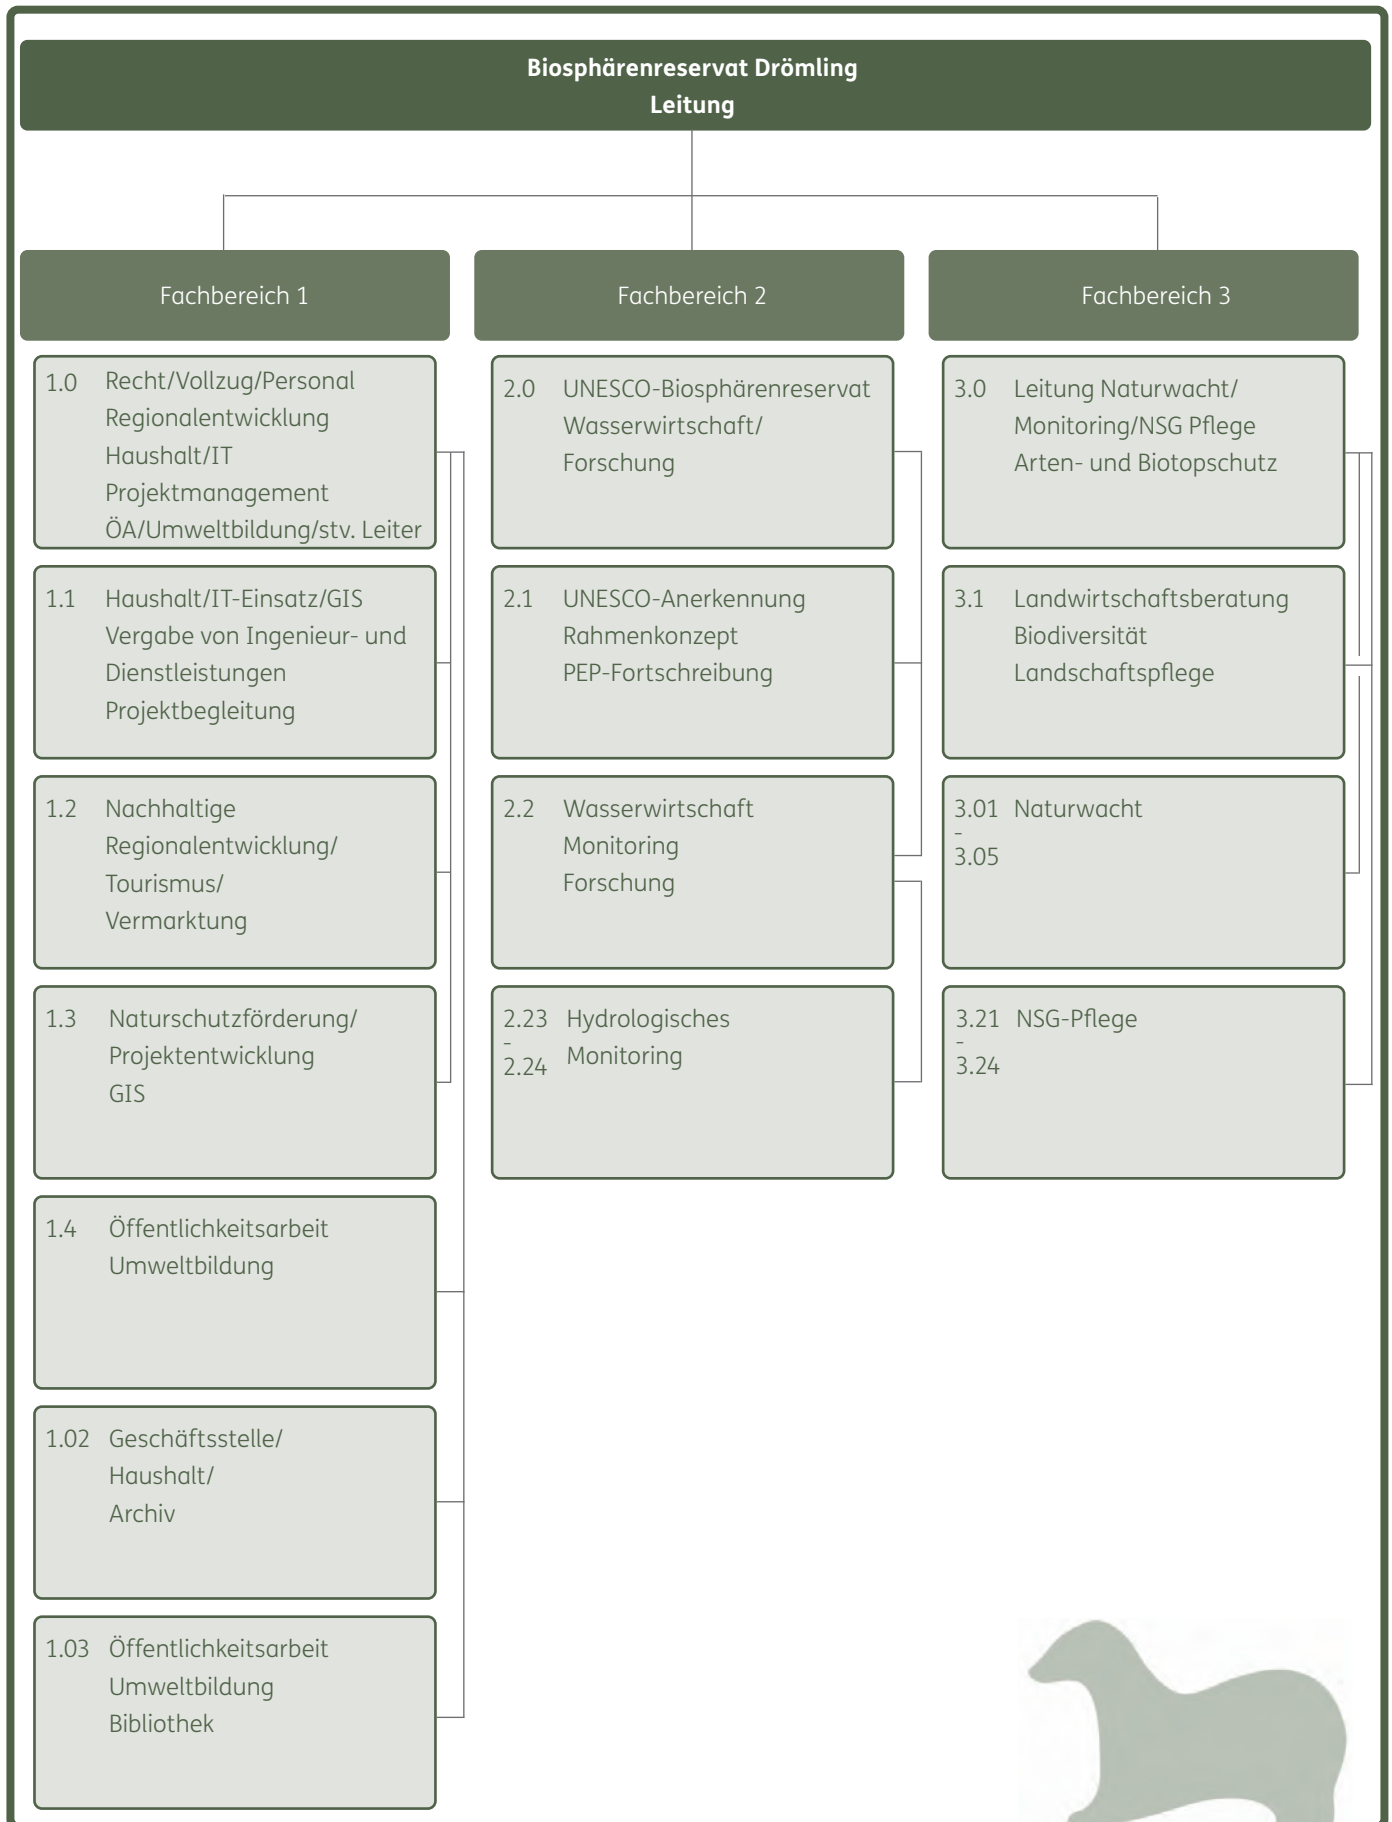 Biosphärenreservat Drömling
Leitung
Fachbereich 1
1.0 Recht/Vollzug/Personal
Regionalentwicklung
Haushalt/IT
Projektmanagement
ÖA/Umweltbildung/stv. Leiter
1.1 Haushalt/IT-Einsatz/GIS
Vergabe von Ingenieur- und
Dienstleistungen
Projektbegleitung
1.2 Nachhaltige
Regionalentwicklung/
Tourismus/
Vermarktung
1.3 Naturschutzförderung/
Projektentwicklung
GIS
1.4 Öffentlichkeitsarbeit
Umweltbildung
1.02 Geschäftsstelle/
Haushalt/
Archiv
1.03 Öffentlichkeitsarbeit
Umweltbildung
Bibliothek
Fachbereich 2
2.0 UNESCO-Biosphärenreservat
Wasserwirtschaft/
Forschung
2.1 UNESCO-Anerkennung
Rahmenkonzept
PEP-Fortschreibung
2.2 Wasserwirtschaft
Monitoring
Forschung
2.23 Hydrologisches
-
2.24 Monitoring
Fachbereich 3
3.0 Leitung Naturwacht/
Monitoring/NSG Pflege
Arten- und Biotopschutz
3.1 Landwirtschaftsberatung
Biodiversität
Landschaftspflege
3.01 Naturwacht
-
3.05
3.21 NSG-Pflege
-
3.24